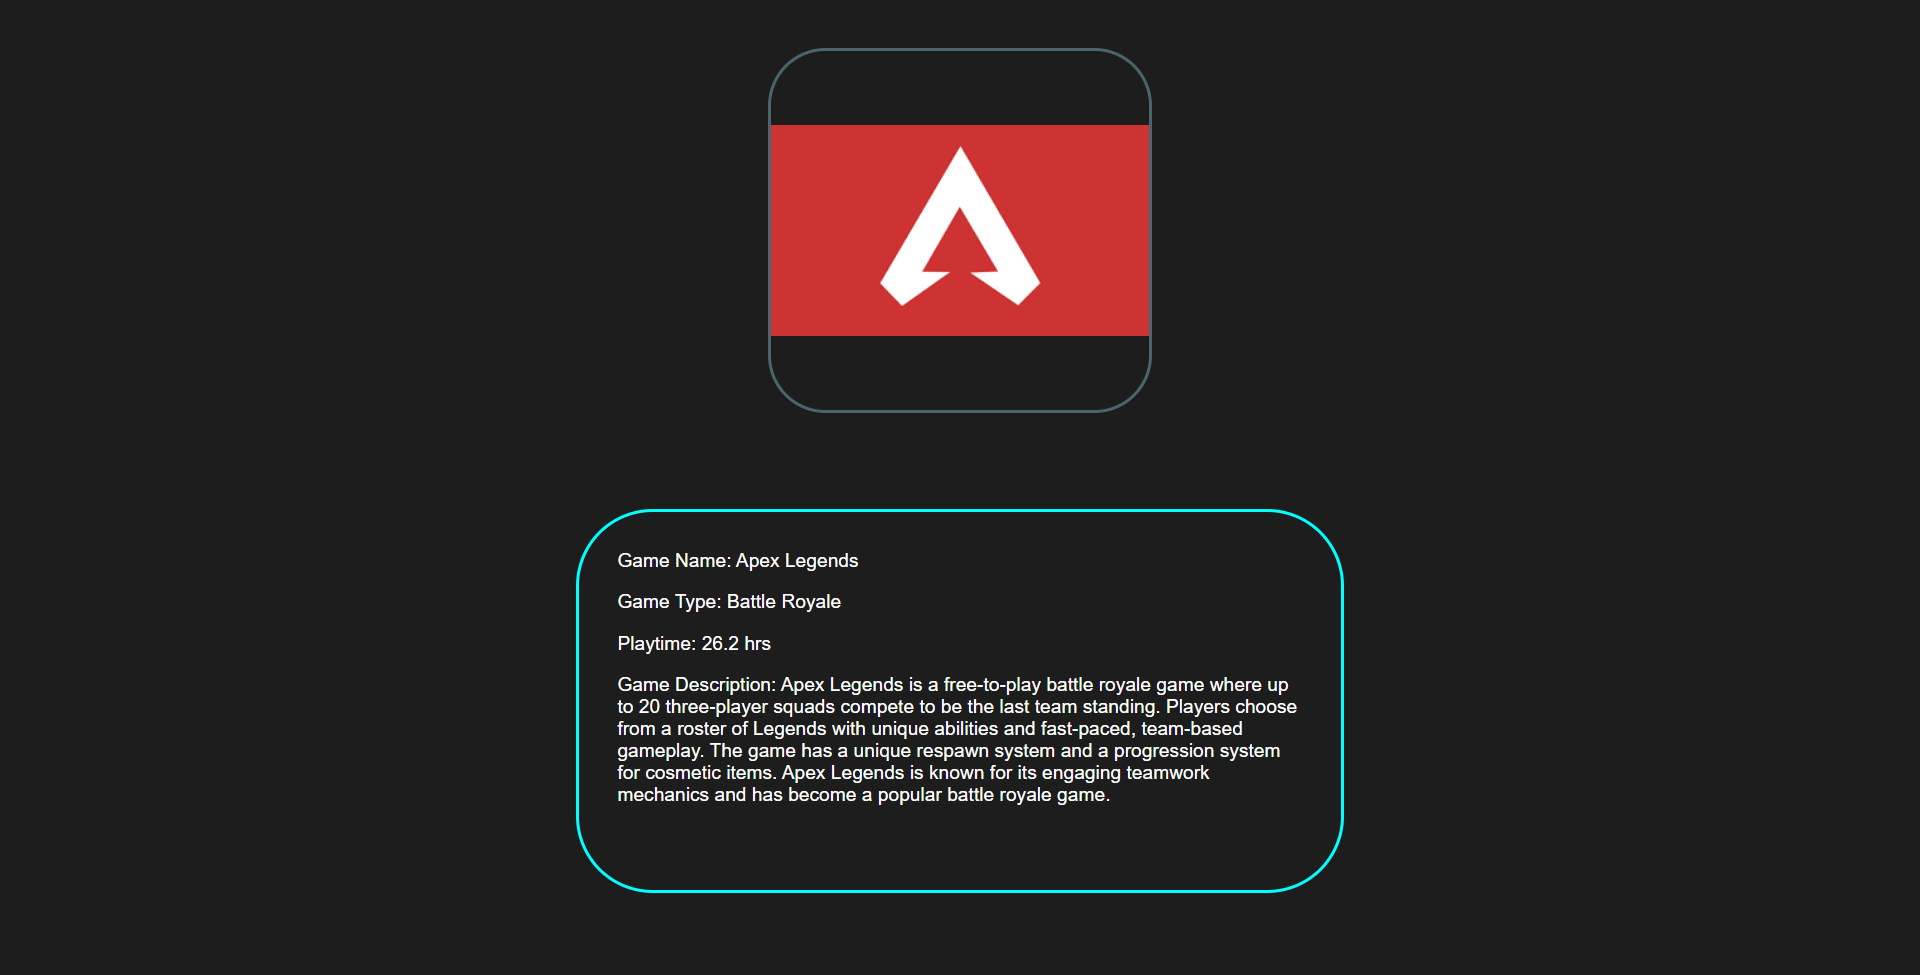 Game Name: Apex Legends
Game Type: Battle Royale
Playtime: 26.2 hrs
Game Description: Apex Legends is a free-to-play battle royale game where up
to 20 three-player squads compete to be the last team standing. Players choose
from a roster of Legends with unique abilities and fast-paced, team-based
gameplay. The game has a unique respawn system and a progression system
for cosmetic items. Apex Legends is known for its engaging teamwork
mechanics and has become a popular battle royale game.